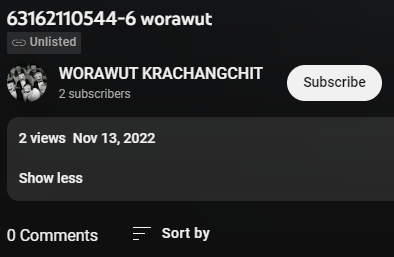 63162110544-6 worawut
Unlisted
WORAWUT KRACHANGCHIT
Subscribe
2 subscribers
2 views Nov 13, 2022
Show less
0 Comments
Sort by